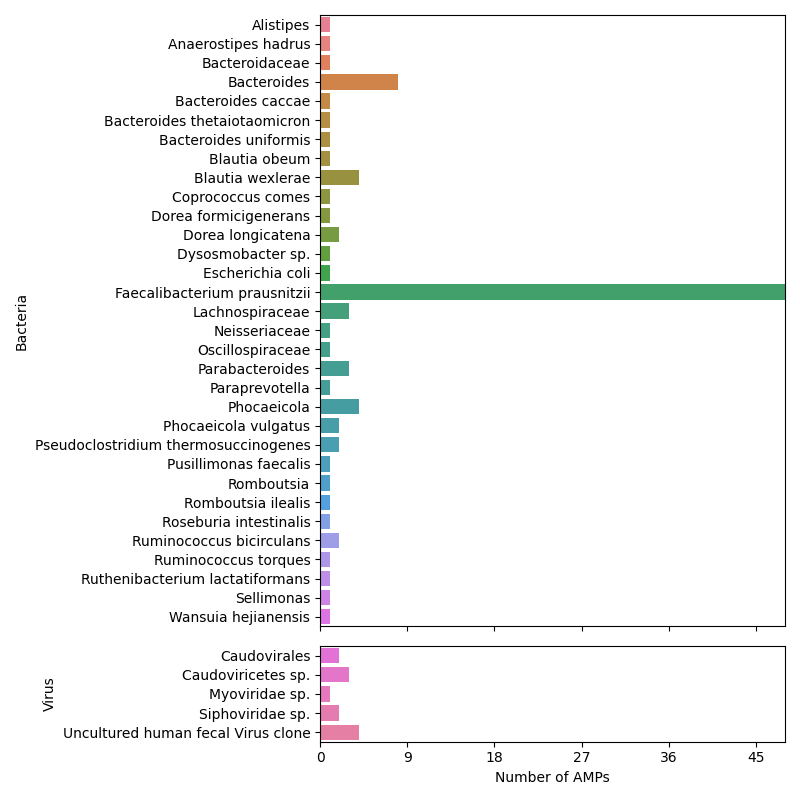 Bacteria
Alistipes
Anaerostipes hadrus
Bacteroidaceae
Bacteroides
Bacteroides caccae
Bacteroides thetaiotaomicron
Bacteroides uniformis
Blautia obeum
Blautia wexlerae
Coprococcus comes
Dorea formicigenerans
Dorea longicatena
Dysosmobacter sp.
Escherichia coli
Faecalibacterium prausnitzii
Lachnospiraceae
Neisseriaceae
Oscillospiraceae
Parabacteroides
Paraprevotella
Phocaeicola
Phocaeicola vulgatus
Pseudoclostridium thermosuccinogenes
Pusillimonas faecalis
Romboutsia
Romboutsia ilealis
Roseburia intestinalis
Ruminococcus bicirculans
Ruminococcus torques
Ruthenibacterium lactatiformans
Sellimonas
Wansuia hejianensis
Virus
Caudovirales
Caudoviricetes sp.
Myoviridae sp.
Siphoviridae sp.
Uncultured human fecal Virus clone
0 9 18 27 36 45
Number of AMPs